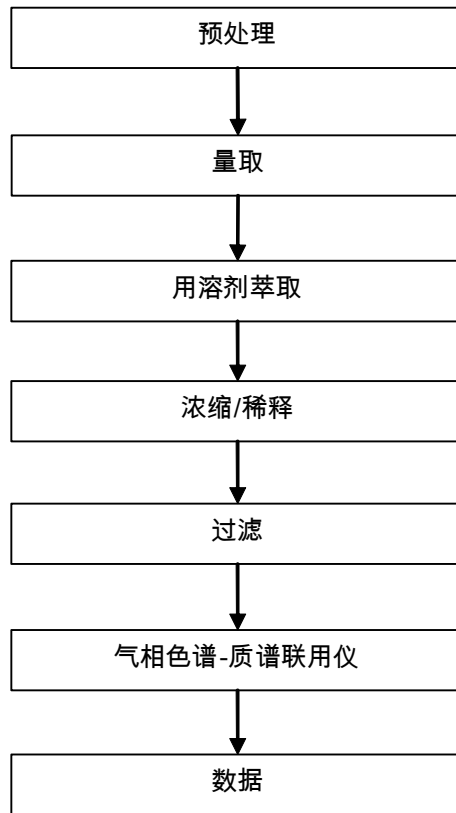 预处理
量取
用溶剂萃取
浓缩/稀释
过滤
气相色谱-质谱联用仪
数据